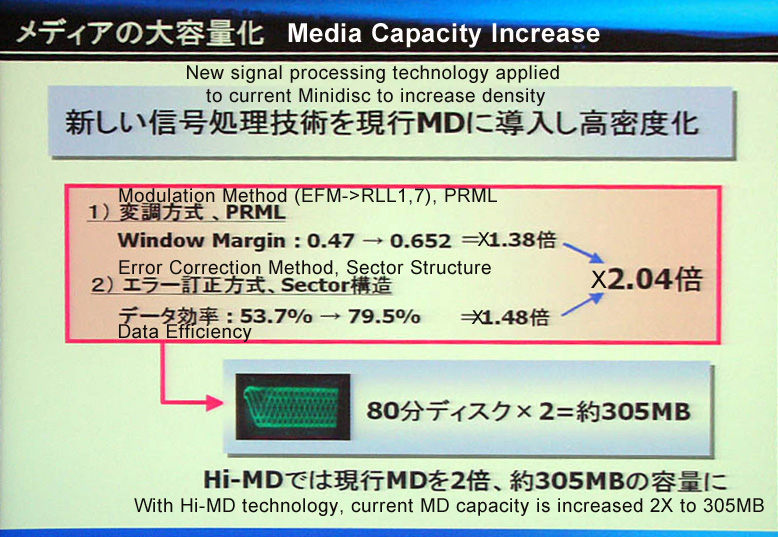 メディアの大容量化 Media Capacity Increase
New signal processing technology applied
to current Minidisc to increase density
新しい信号処理技術を現行MDに導入し高密度化
Modulation Method (EFM->RLL1,7), PRML
1）変調方式、PRML
Window Margin : 0.47 → 0.652 ⇒X1.38倍
Error Correction Method, Sector Structure
2）エラー訂正方式、Sector構造
X2.04倍
データ効率 : 53.7% → 79.5% ⇒X1.48倍
Data Efficiency
80分ディスク×2=約305MB
Hi-MDでは現行MDを2倍、約305MBの容量に
With Hi-MD technology, current MD capacity is increased 2X to 305MB